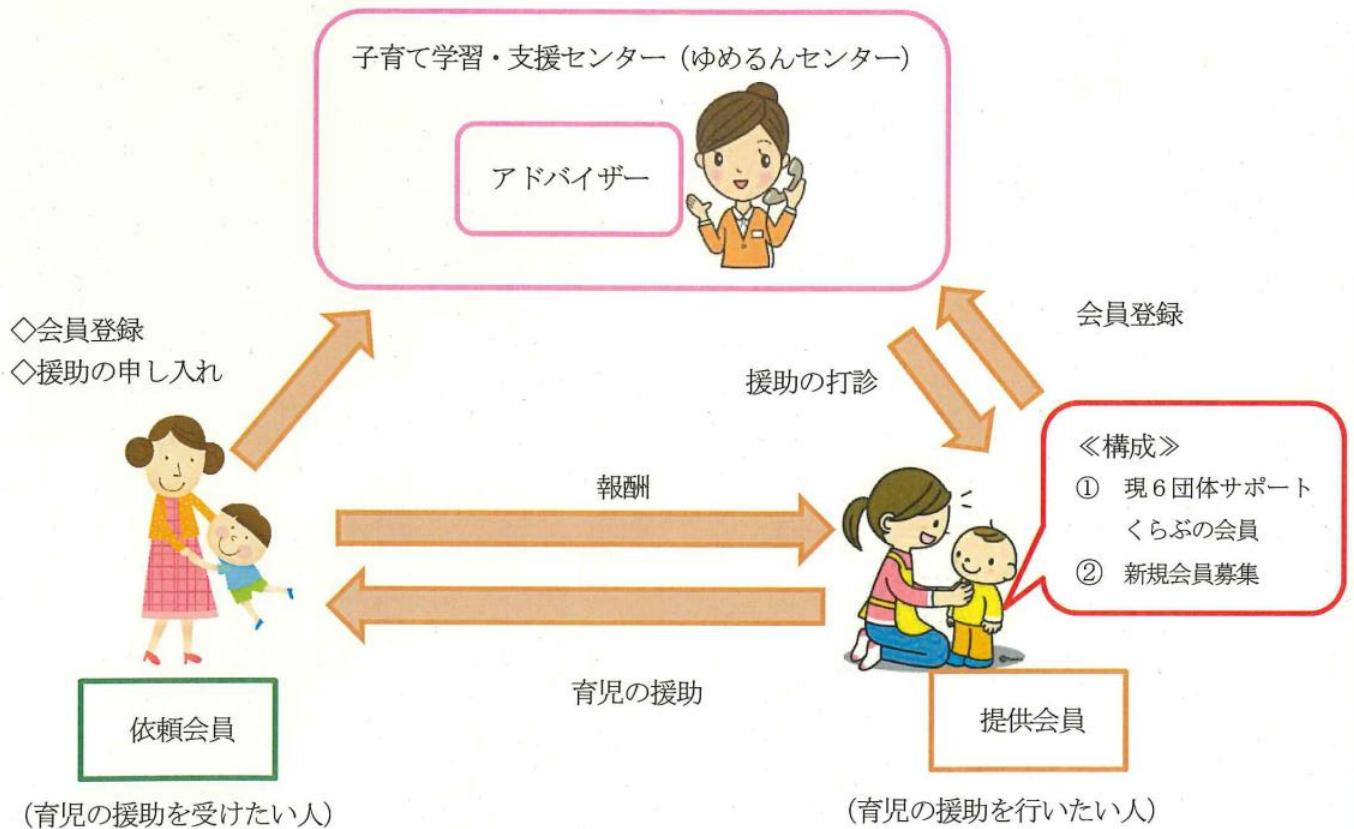 子育て学習・支援センター（ゆめるんセンター）
アドバイザー
◇会員登録
◇援助の申し入れ
会員登録
援助の打診
≪構成≫
① 現６団体サポート
くらぶの会員
② 新規会員募集
報酬
育児の援助
依頼会員
提供会員
（育児の援助を受けたい人）
（育児の援助を行いたい人）